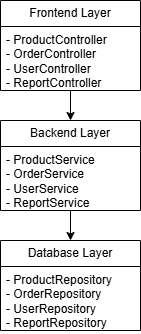 Frontend Layer
- ProductController
- OrderController
- UserController
- ReportController
Backend Layer
- ProductService
- OrderService
- UserService
- ReportService
Database Layer
- ProductRepository
- OrderRepository
- UserRepository
- ReportRepository